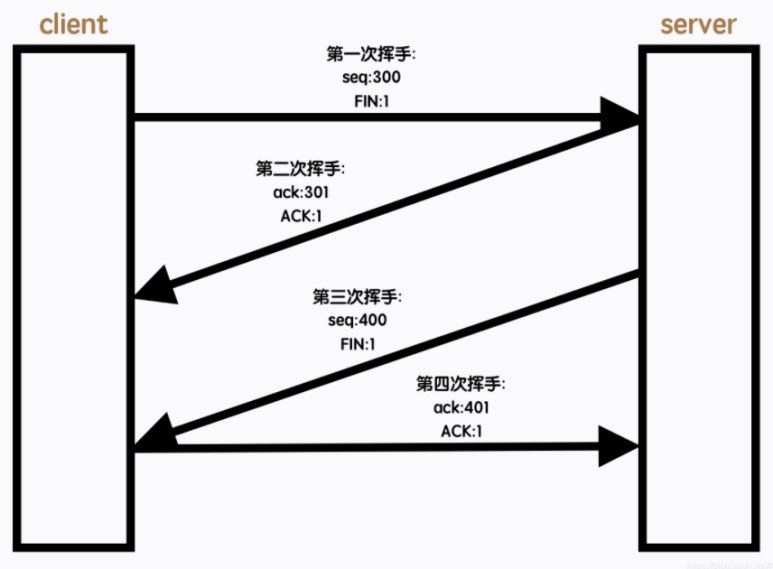 client
server
第一次挥手:
seq:300
FIN:1
第二次挥手:
ack:301
ACK:1
第三次挥手:
seq:400
FIN:1
第四次挥手:
ack:401
ACK:1